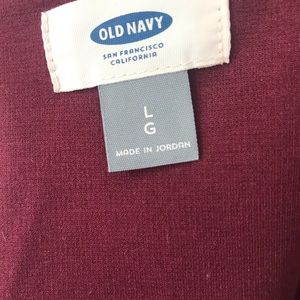 OLD NAVY
SAN FRANCISCO
CALIFORNIA
L
G
MADE IN JORDAN